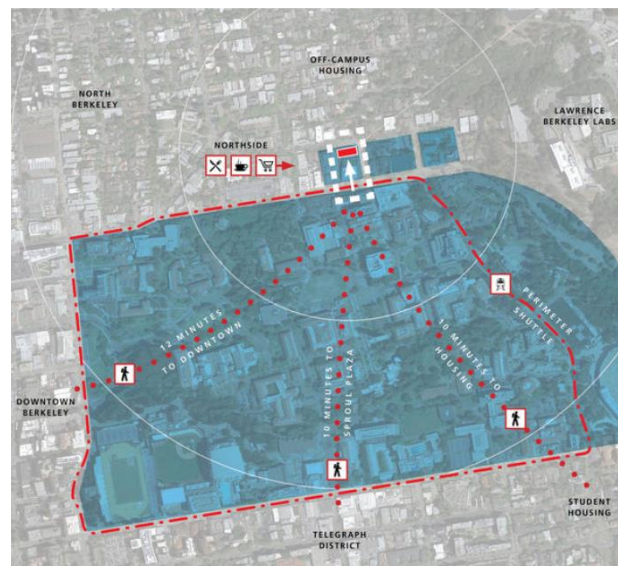 OFF-CAMPUS
HOUSING
NORTH
BERKELEY
LAWRENCE
BERKELEY LABS
NORTHSIDE
PERIMETER
SHUTTLE
12 MINUTES
TO DOWNTOWN
10 MINUTES TO
SPROUL PLAZA
10 MINUTES TO
HOUSING
DOWNTOWN
BERKELEY
STUDENT
HOUSING
TELEGRAPH
DISTRICT